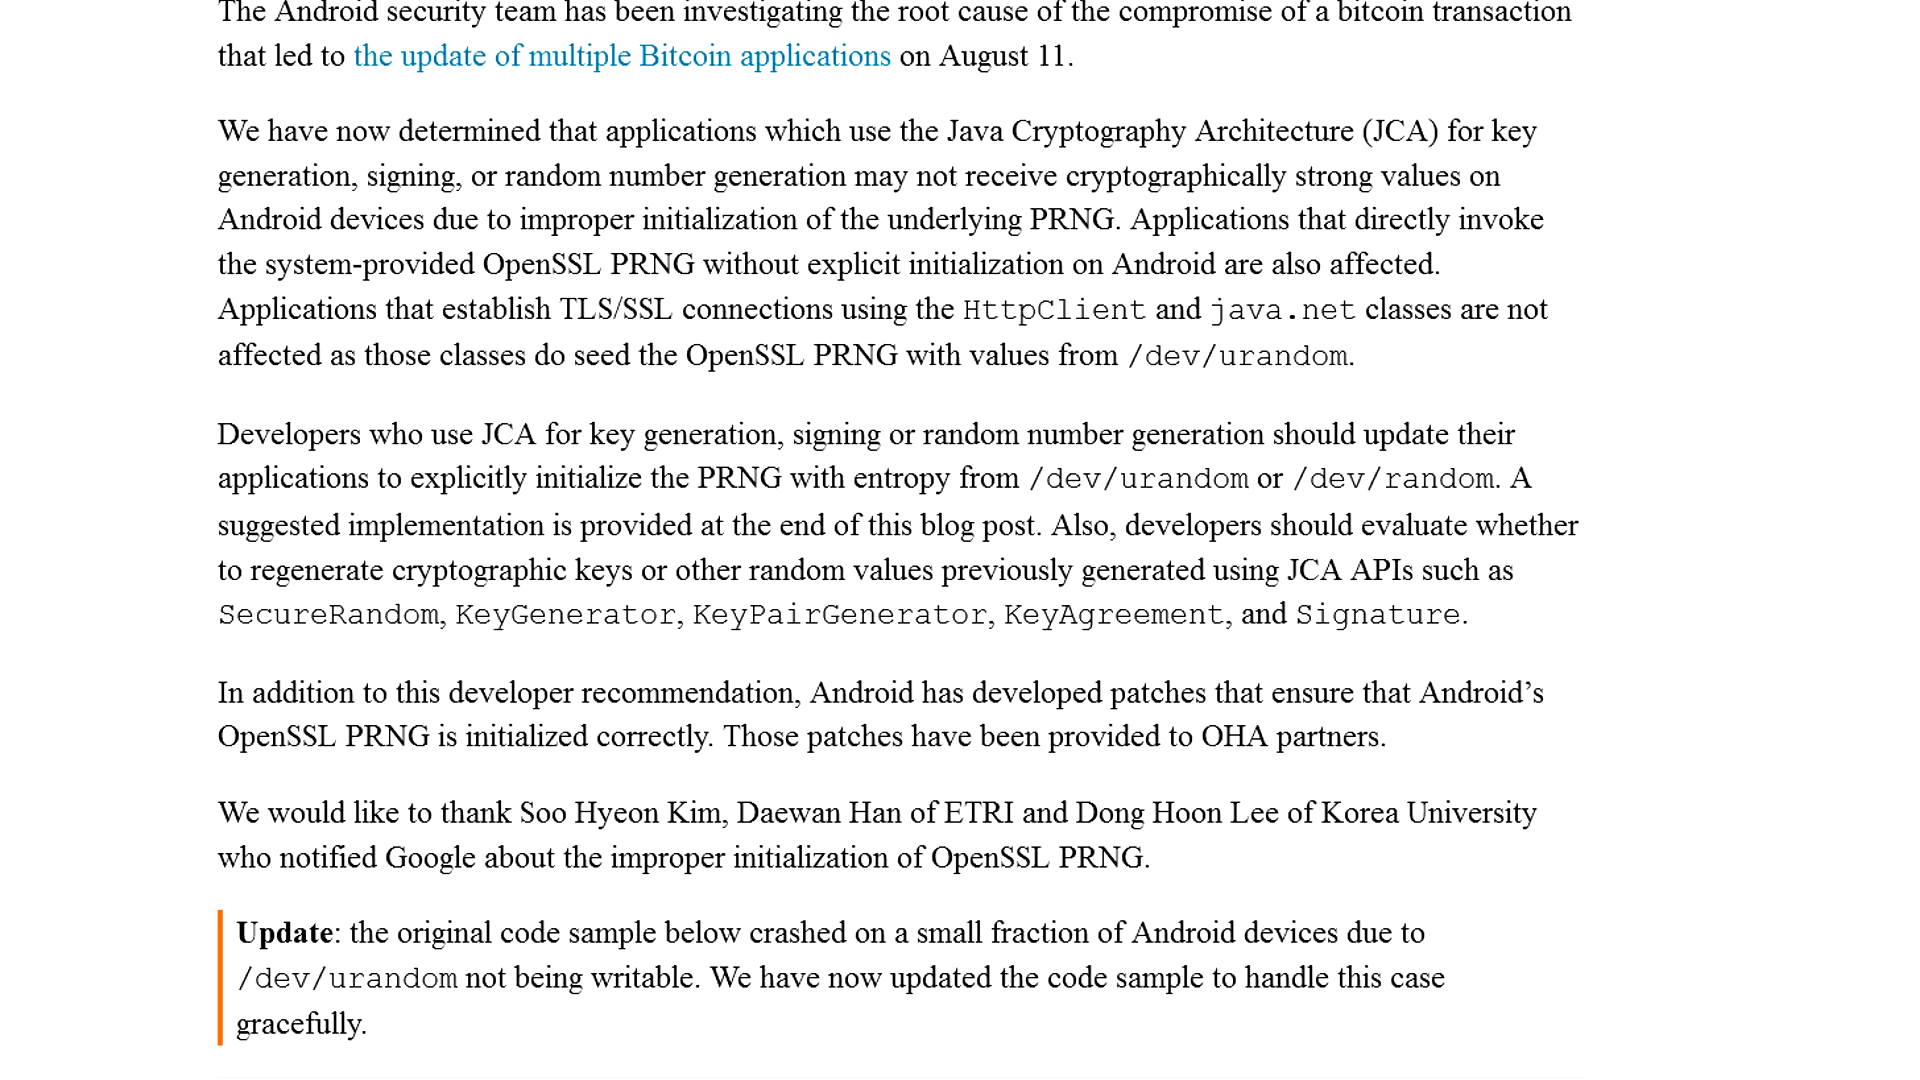 The Android security team has been investigating the root cause of the compromise of a bitcoin transaction
that led to the update of multiple Bitcoin applications on August 11.
We have now determined that applications which use the Java Cryptography Architecture (JCA) for key
generation, signing, or random number generation may not receive cryptographically strong values on
Android devices due to improper initialization of the underlying PRNG. Applications that directly invoke
the system-provided OpenSSL PRNG without explicit initialization on Android are also affected.
Applications that establish TLS/SSL connections using the HttpClient and java.net classes are not
affected as those classes do seed the OpenSSL PRNG with values from /dev/urandom.
Developers who use JCA for key generation, signing or random number generation should update their
applications to explicitly initialize the PRNG with entropy from /dev/urandom or /dev/random. A
suggested implementation is provided at the end of this blog post. Also, developers should evaluate whether
to regenerate cryptographic keys or other random values previously generated using JCA APIs such as
SecureRandom, KeyGenerator, KeyPairGenerator, KeyAgreement, and Signature.
In addition to this developer recommendation, Android has developed patches that ensure that Android’s
OpenSSL PRNG is initialized correctly. Those patches have been provided to OHA partners.
We would like to thank Soo Hyeon Kim, Daewan Han of ETRI and Dong Hoon Lee of Korea University
who notified Google about the improper initialization of OpenSSL PRNG.
Update: the original code sample below crashed on a small fraction of Android devices due to
/dev/urandom not being writable. We have now updated the code sample to handle this case
gracefully.